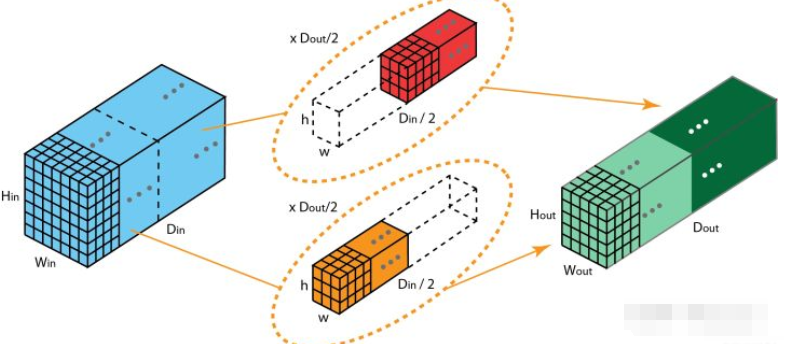 Hin
Win
Din
x Dout/2
h
w
Din / 2
x Dout/2
h
w
Din / 2
Hout
Wout
Dout